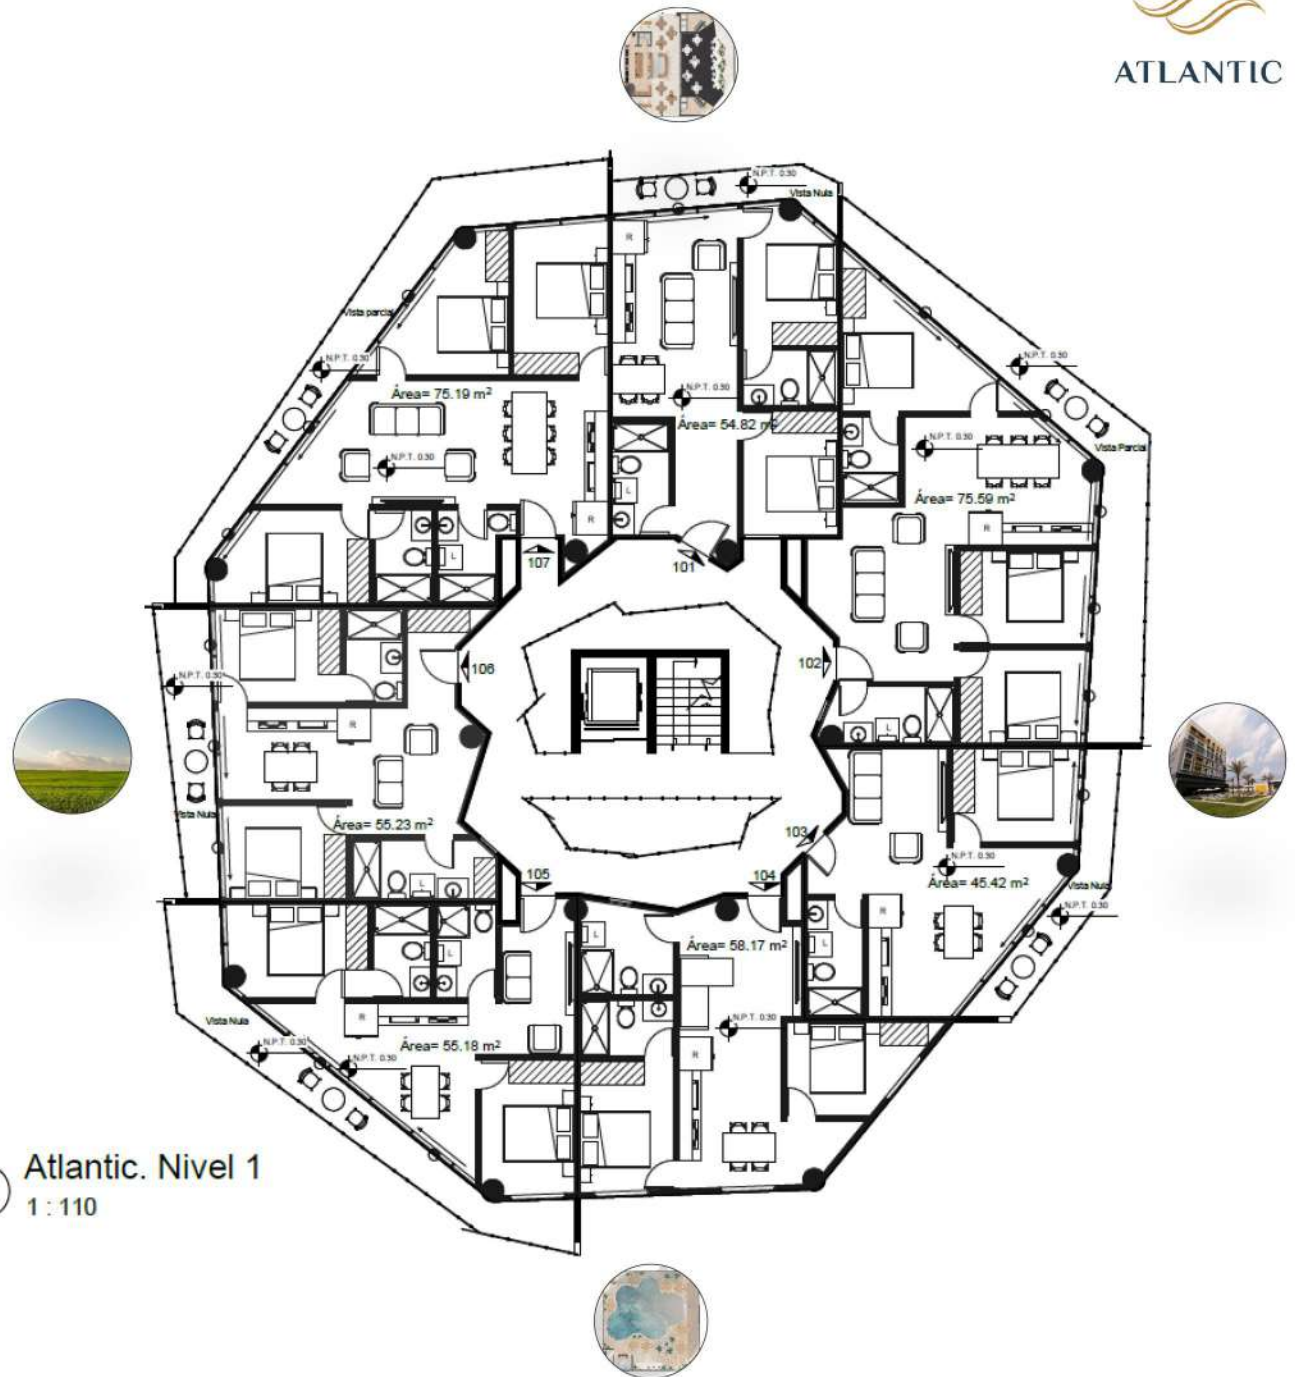 ATLANTIC
N.P.T. 0.30
Vista Nula
R
Vista parcial
N.P.T. 0.30
N.P.T. 0.30
Área= 75.19 m²
N.P.T. 0.30
Área= 54.82 m²
N.P.T. 0.30
Vista Parcial
N.P.T. 0.30
Área= 75.59 m²
L
R
R
L
L
107
101
106
102
N.P.T. 0.30
R
L
Vista Nula
Área= 55.23 m²
103
N.P.T. 0.30
Área= 45.42 m²
Vista Nula
L
105
104
R
N.P.T. 0.30
L
L
Área= 58.17 m²
L
Vista Nula
R
N.P.T. 0.30
Área= 55.18 m²
N.P.T. 0.30
N.P.T. 0.30
R
Atlantic. Nivel 1
1 : 110